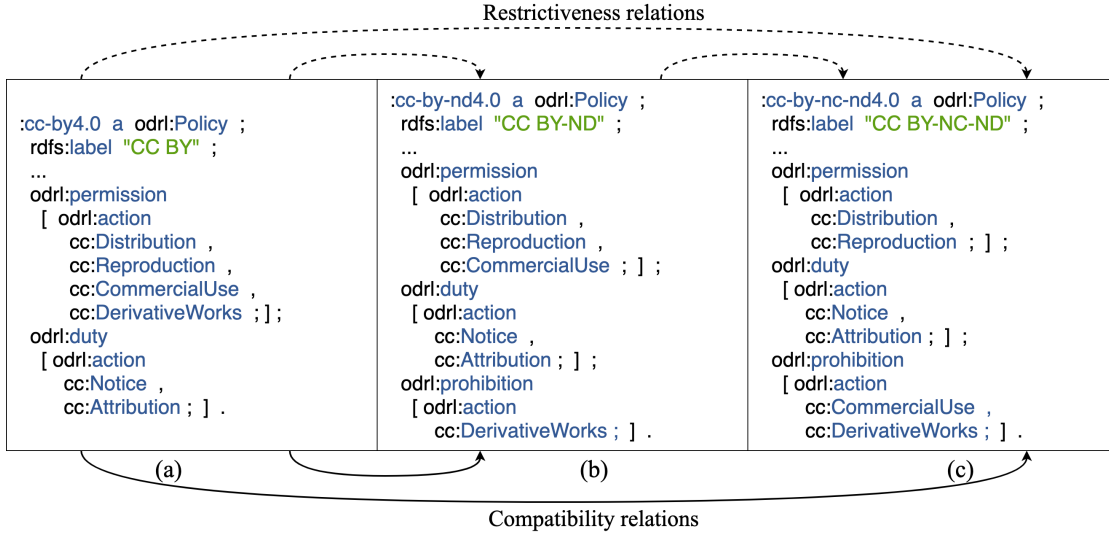 Restrictiveness relations
:cc-by4.0 a odrl:Policy ;
rdfs:label "CC BY" ;
...
odrl:permission
[ odrl:action
cc:Distribution ,
cc:Reproduction ,
cc:CommercialUse ,
cc:DerivativeWorks ; ] ;
odrl:duty
[ odrl:action
cc:Notice ,
cc:Attribution ; ] .
(a)
:cc-by-nd4.0 a odrl:Policy ;
rdfs:label "CC BY-ND" ;
...
odrl:permission
[ odrl:action
cc:Distribution ,
cc:Reproduction ,
cc:CommercialUse ; ] ;
odrl:duty
[ odrl:action
cc:Notice ,
cc:Attribution ; ] ;
odrl:prohibition
[ odrl:action
cc:DerivativeWorks ; ] .
(b)
:cc-by-nc-nd4.0 a odrl:Policy ;
rdfs:label "CC BY-NC-ND" ;
...
odrl:permission
[ odrl:action
cc:Distribution ,
cc:Reproduction ; ] ;
odrl:duty
[ odrl:action
cc:Notice ,
cc:Attribution ; ] ;
odrl:prohibition
[ odrl:action
cc:CommercialUse ,
cc:DerivativeWorks ; ] .
(c)
Compatibility relations